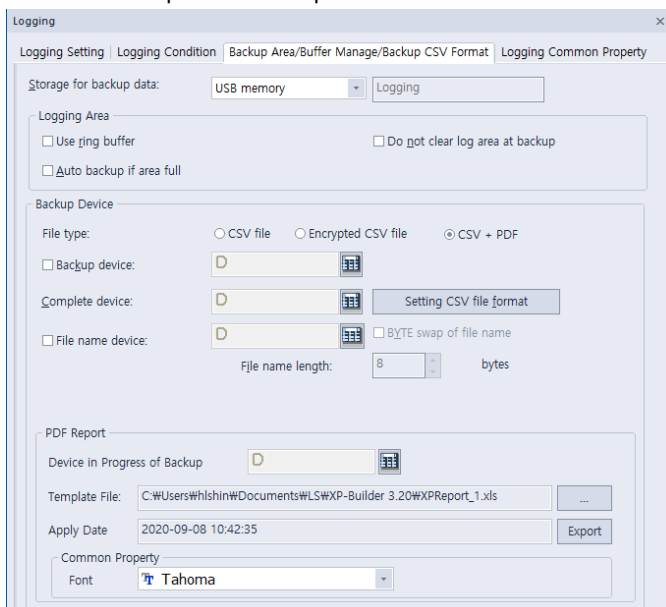 Logging
Logging Setting Logging Condition Backup Area/Buffer Manage/Backup CSV Format Logging Common Property
Storage for backup data: USB memory Logging
Logging Area
Use ring buffer Do not clear log area at backup
Auto backup if area full
Backup Device
File type: CSV file Encrypted CSV file CSV + PDF
Backup device: D
Complete device: D Setting CSV file format
File name device: D BYTE swap of file name
File name length: 8 bytes
PDF Report
Device in Progress of Backup D
Template File: C:₩Users₩hlshin₩Documents₩LS₩XP-Builder 3.20₩XPReport_1.xls ...
Apply Date 2020-09-08 10:42:35 Export
Common Property
Font Tahoma